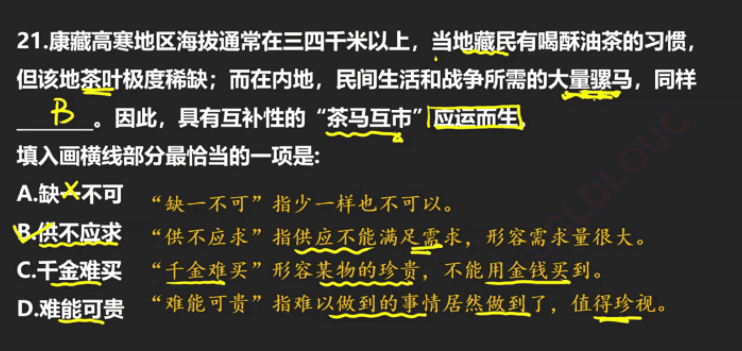 21.康藏高寒地区海拔通常在三四千米以上，当地藏民有喝酥油茶的习惯，
但该地茶叶极度稀缺；而在内地，民间生活和战争所需的大量骡马，同样
B。因此，具有互补性的“茶马互市”应运而生。
填入画横线部分最恰当的一项是：
A.缺一不可 “缺一不可”指少一样也不可以。
B.供不应求 “供不应求”指供应不能满足需求，形容需求量很大。
C.千金难买 “千金难买”形容某物的珍贵，不能用金钱买到。
D.难能可贵 “难能可贵”指难以做到的事情居然做到了，值得珍视。